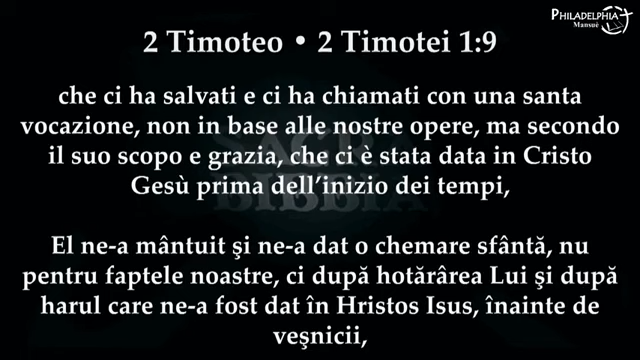 PHILADELPHIA
Mansuè
2 Timoteo • 2 Timotei 1:9
che ci ha salvati e ci ha chiamati con una santa
vocazione, non in base alle nostre opere, ma secondo
il suo scopo e grazia, che ci è stata data in Cristo
Gesù prima dell’inizio dei tempi,
SACRA
BIBBIA
El ne-a mântuit şi ne-a dat o chemare sfântă, nu
pentru faptele noastre, ci după hotărârea Lui şi după
harul care ne-a fost dat în Hristos Isus, înainte de
veşnicii,